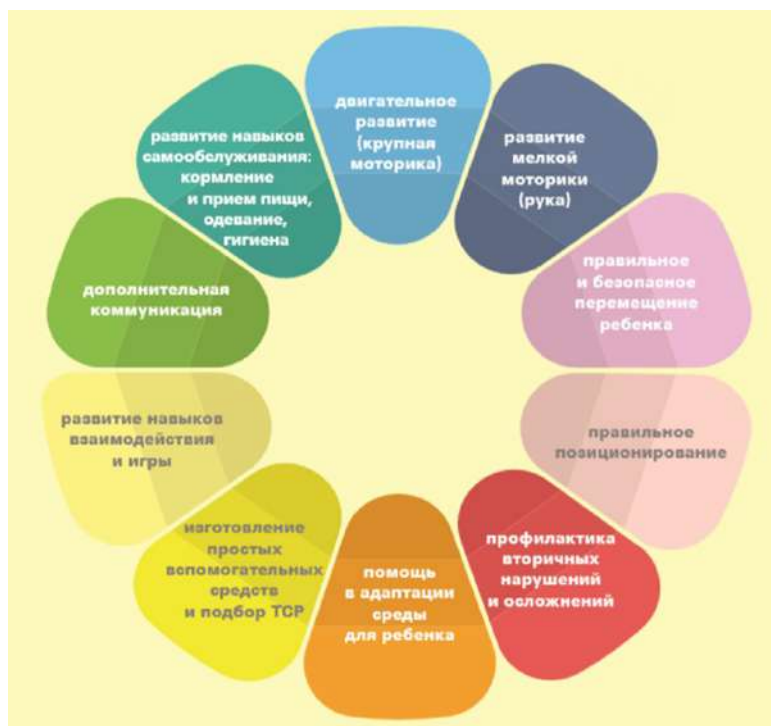 двигательное
развитие
(крупная
моторика)
развитие
мелкой
моторики
(рука)
правильное
и безопасное
перемещение
ребенка
правильное
позиционирование
профилактика
вторичных
нарушений
и осложнений
помощь
в адаптации
среды
для ребенка
изготовление
простых
вспомогательных
средств
и подбор ТСР
развитие навыков
взаимодействия
и игры
дополнительная
коммуникация
развитие навыков
самообслуживания:
кормление
и прием пищи,
одевание,
гигиена